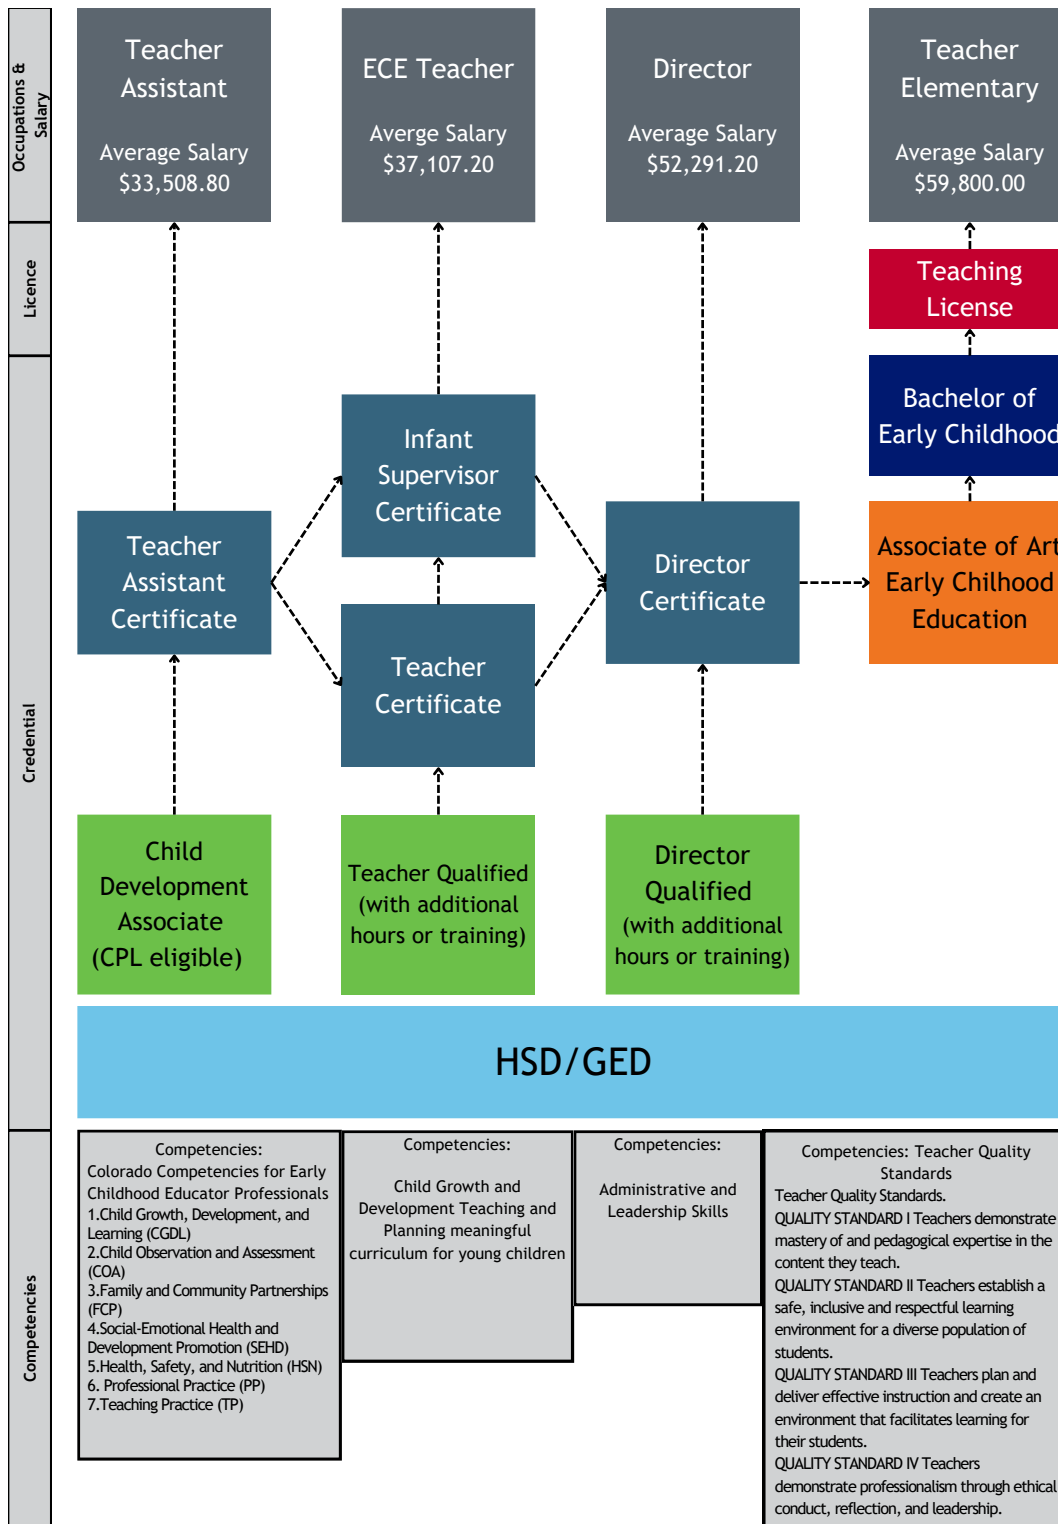 Occupations &
Salary
Teacher
Assistant
Average Salary
$33,508.80
ECE Teacher
Averge Salary
$37,107.20
Director
Average Salary
$52,291.20
Teacher
Elementary
Average Salary
$59,800.00
Licence
Teaching
License
Credential
Bachelor of
Early Childhood
Infant
Supervisor
Certificate
Teacher
Assistant
Certificate
Director
Certificate
Associate of Art
Early Chilhood
Education
Teacher
Certificate
Child
Development
Associate
(CPL eligible)
Teacher Qualified
(with additional
hours or training)
Director
Qualified
(with additional
hours or training)
HSD/GED
Competencies
Competencies:
Colorado Competencies for Early
Childhood Educator Professionals
1.Child Growth, Development, and
Learning (CGDL)
2.Child Observation and Assessment
(COA)
3.Family and Community Partnerships
(FCP)
4.Social-Emotional Health and
Development Promotion (SEHD)
5.Health, Safety, and Nutrition (HSN)
6. Professional Practice (PP)
7.Teaching Practice (TP)
Competencies:
Child Growth and
Development Teaching and
Planning meaningful
curriculum for young children
Competencies:
Administrative and
Leadership Skills
Competencies: Teacher Quality
Standards
Teacher Quality Standards.
QUALITY STANDARD I Teachers demonstrate
mastery of and pedagogical expertise in the
content they teach.
QUALITY STANDARD II Teachers establish a
safe, inclusive and respectful learning
environment for a diverse population of
students.
QUALITY STANDARD III Teachers plan and
deliver effective instruction and create an
environment that facilitates learning for
their students.
QUALITY STANDARD IV Teachers
demonstrate professionalism through ethical
conduct, reflection, and leadership.